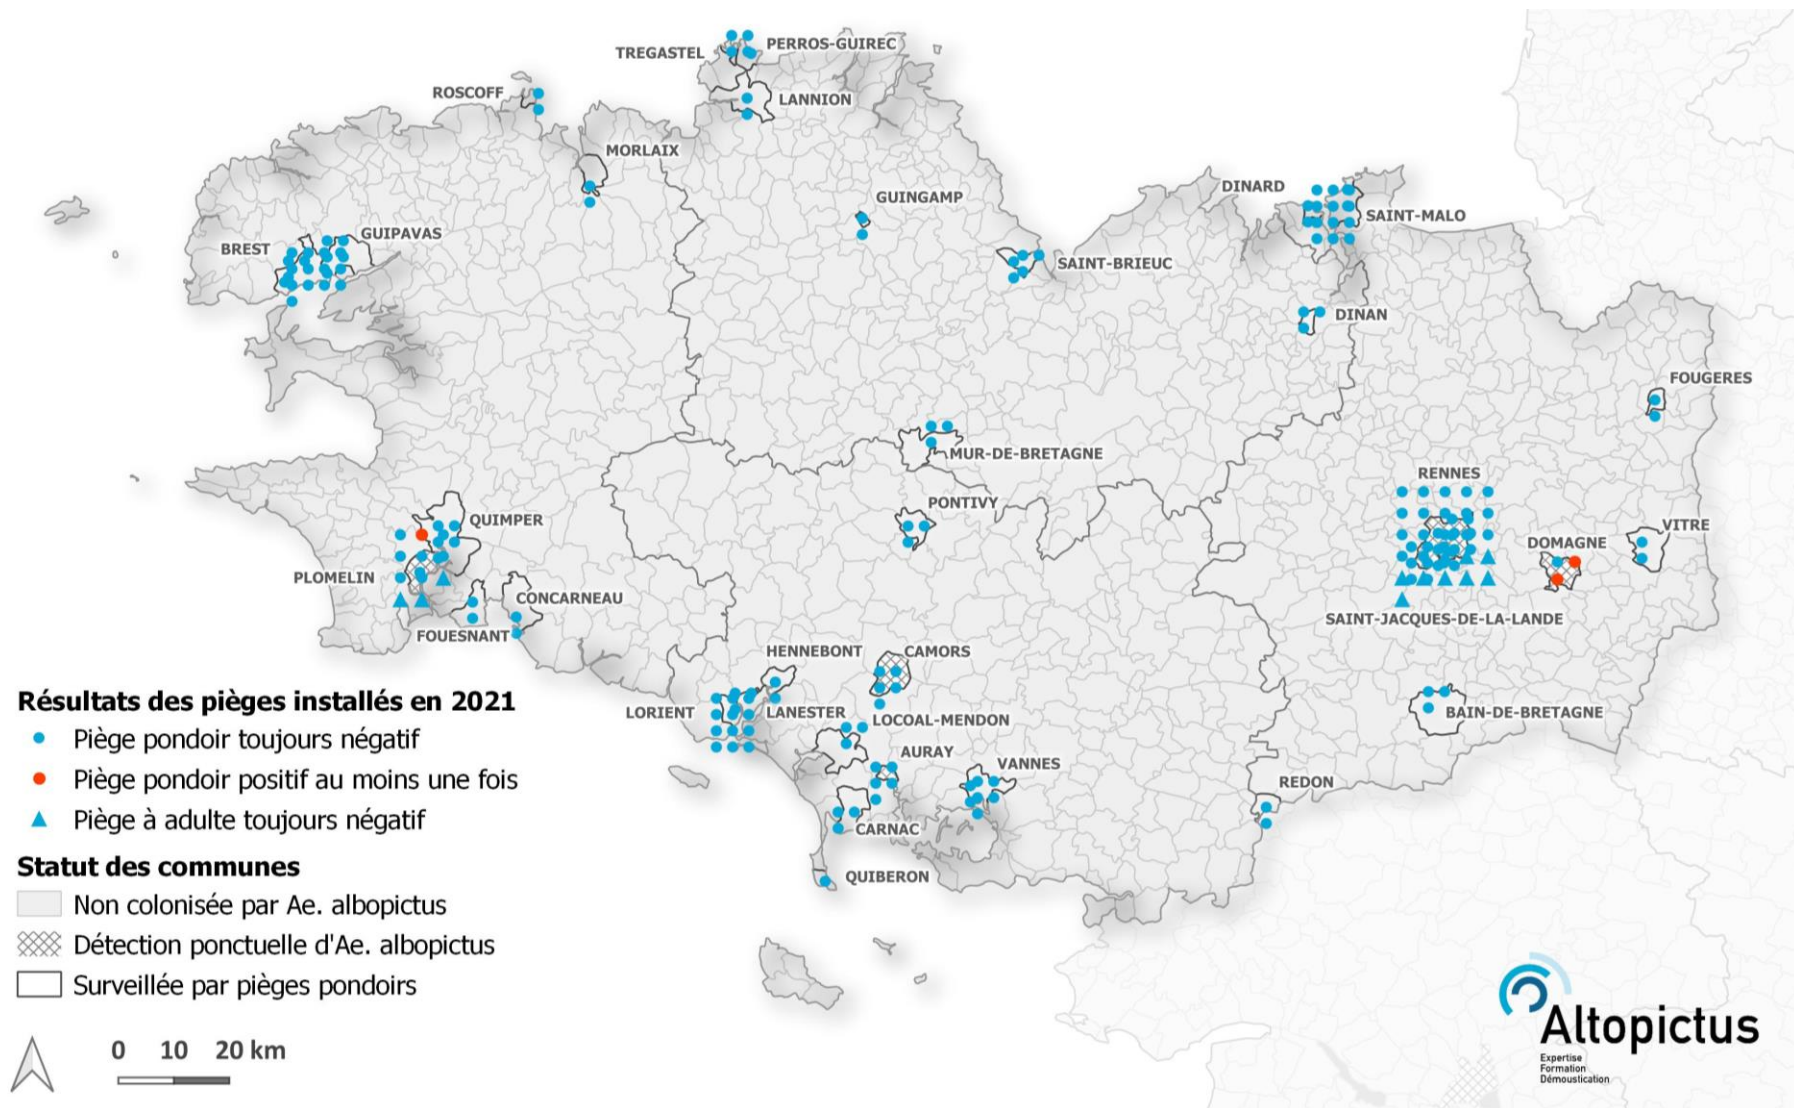 PERROS-GUIREC
TREGASTEL
ROSCOFF
LANNION
MORLAIX
DINARD
GUINGAMP
SAINT-MALO
GUIPAVAS
BREST
SAINT-BRIEUC
DINAN
FOUGERES
MUR-DE-BRETAGNE
RENNES
PONTIVY
QUIMPER
VITRE
DOMAGNE
PLOMELIN
CONCARNEAU
SAINT-JACQUES-DE-LA-LANDE
FOUESNANT
HENNEBONT
CAMORS
LORIENT
LANESTER
LOCOAL-MENDON
BAIN-DE-BRETAGNE
AURAY
VANNES
REDON
CARNAC
QUIBERON
Résultats des pièges installés en 2021
Piège pondoir toujours négatif
Piège pondoir positif au moins une fois
Piège à adulte toujours négatif
Statut des communes
Non colonisée par Ae. albopictus
Détection ponctuelle d'Ae. albopictus
Surveillée par pièges pondoirs
0 10 20 km
Altopictus
Expertise
Formation
Démoustication